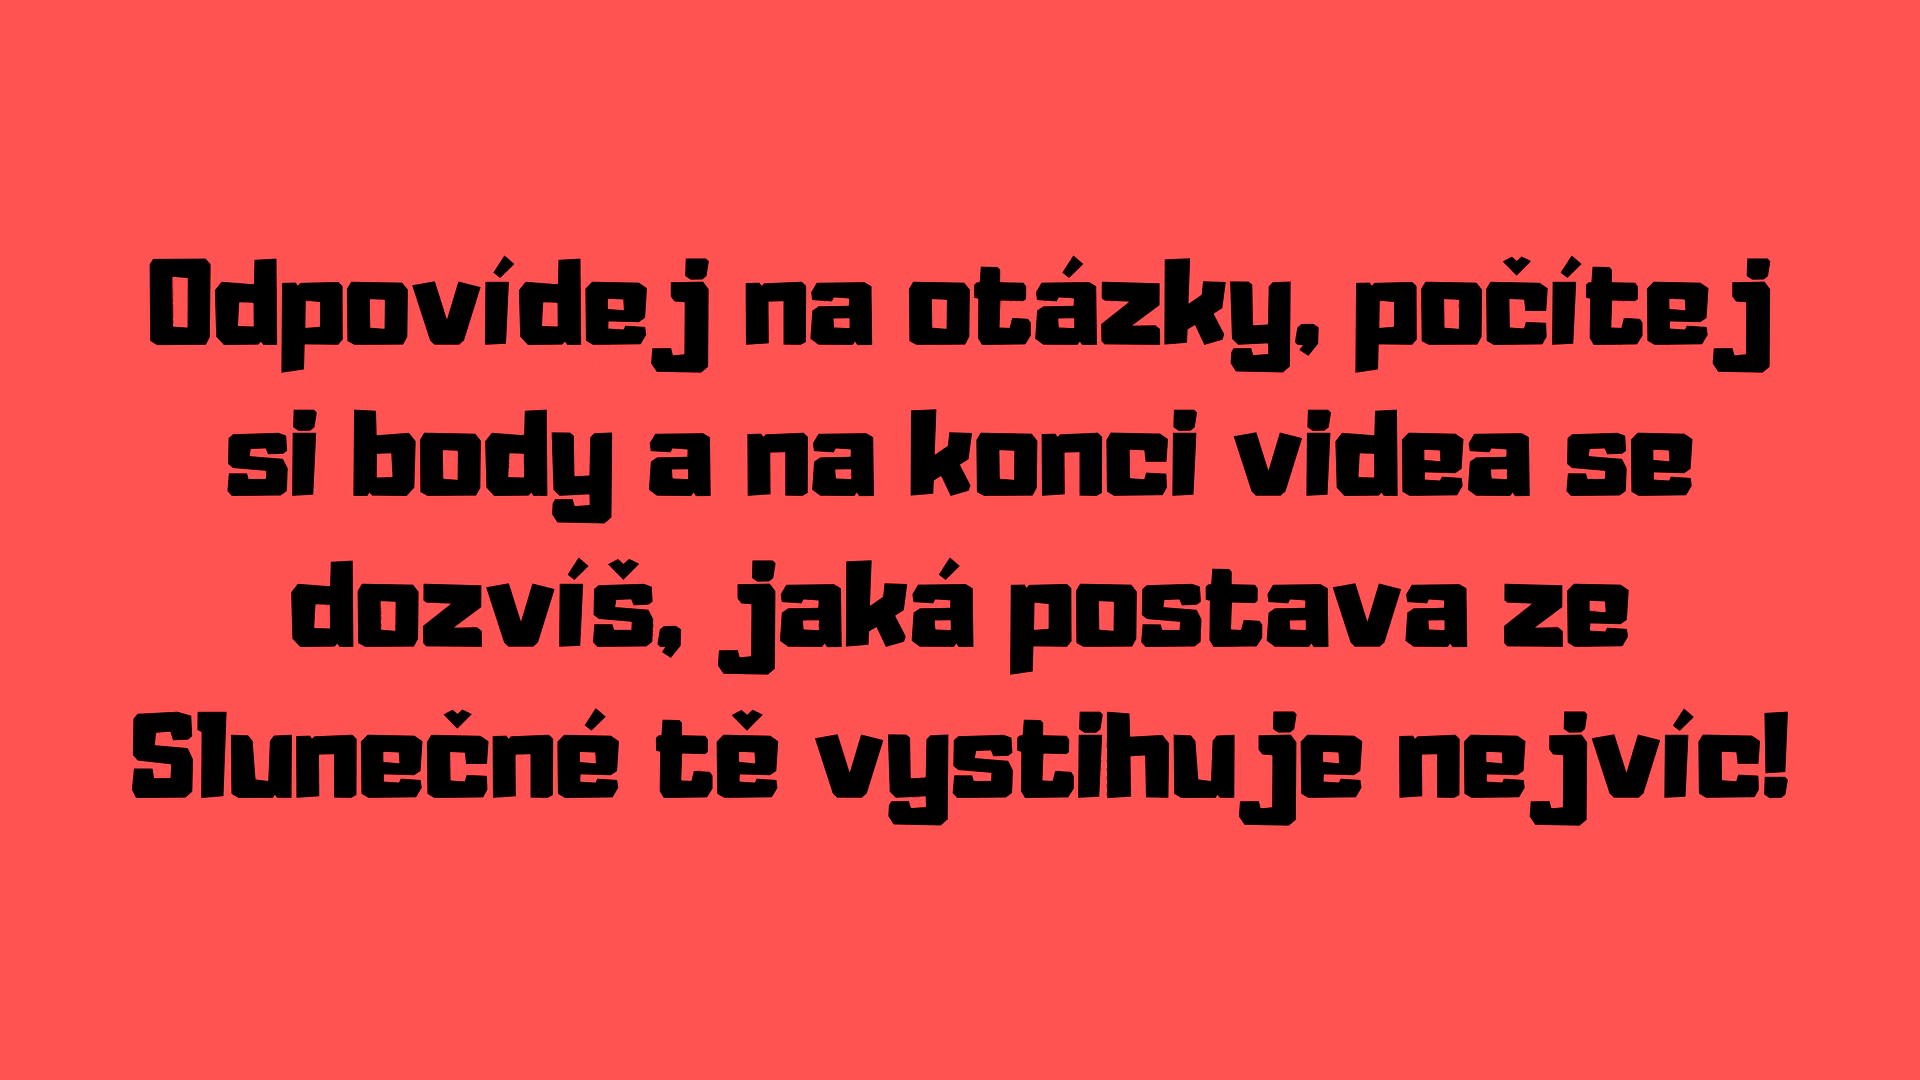 Odpovídej na otázky, počítej
si body a na konci videa se
dozvíš, jaká postava ze
Slunečné tě vystihuje nejvíc!